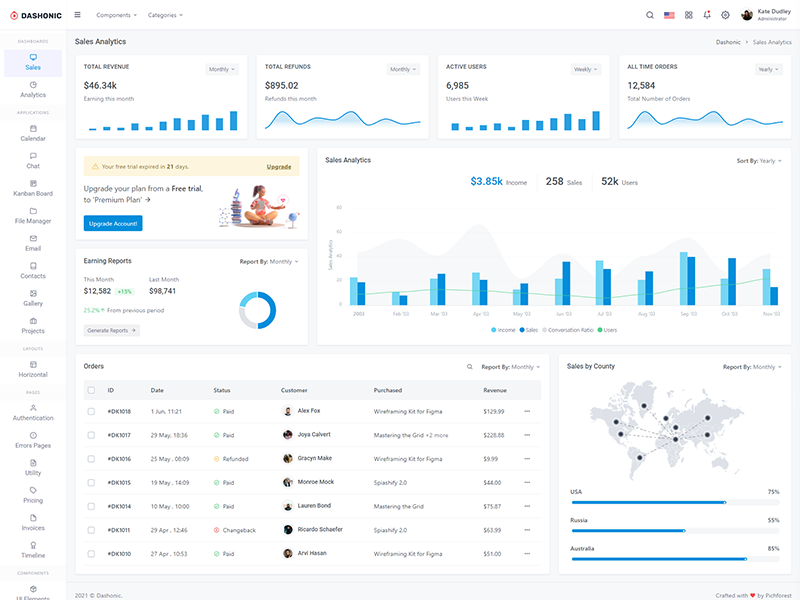 DASHONIC
Components
Categories
Kate Dudley
Administrator
DASHBOARDS
Sales
Analytics
APPLICATIONS
Calendar
Chat
Kanban Board
File Manager
Email
Contacts
Gallery
Projects
LAYOUTS
Horizontal
PAGES
Authentication
Errors Pages
Utility
Pricing
Invoices
Timeline
COMPONENTS
UI Elements
Sales Analytics
Dashonic > Sales Analytics
TOTAL REVENUE
Monthly
$46.34k
Earning this month
TOTAL REFUNDS
Monthly
$895.02
Refunds this month
ACTIVE USERS
Weekly
6,985
Users this Week
ALL TIME ORDERS
Yearly
12,584
Total Number of Orders
Your free trial expired in 21 days.
Upgrade
Upgrade your plan from a Free trial,
to 'Premium Plan' →
Upgrade Account!
Earning Reports
Report By: Monthly
This Month
Last Month
$12,582 +15%
$98,741
25.2% From previous period
Generate Reports →
Sales Analytics
Sort By: Yearly
$3.85k Income
258 Sales
52k Users
Sales Analytics
80
60
40
20
0
2003 Feb '03 Mar '03 Apr '03 May '03 Jun '03 Jul '03 Aug '03 Sep '03 Oct '03 Nov '03
Income Sales Conversation Ratio Users
Orders
Report By: Monthly
ID Date Status Customer Purchased Revenue
#DK1018 1 Jun, 11:21 Paid Alex Fox Wireframing Kit for Figma $129.99
#DK1017 29 May, 18:36 Paid Joya Calvert Mastering the Grid +2 more $228.88
#DK1016 25 May , 08:09 Refunded Gracyn Make Wireframing Kit for Figma $9.99
#DK1015 19 May , 14:09 Paid Monroe Mock Spiashify 2.0 $44.00
#DK1014 10 May , 10:00 Paid Lauren Bond Mastering the Grid $75.87
#DK1011 29 Apr , 12:46 Changeback Ricardo Schaefer Spiashify 2.0 $63.99
#DK1010 27 Apr , 10:53 Paid Arvi Hasan Wireframing Kit for Figma $51.00
Sales by County
Report By: Monthly
USA 75%
Russia 55%
Australia 85%
2021 © Dashonic.
Crafted with ❤ by Pichforest